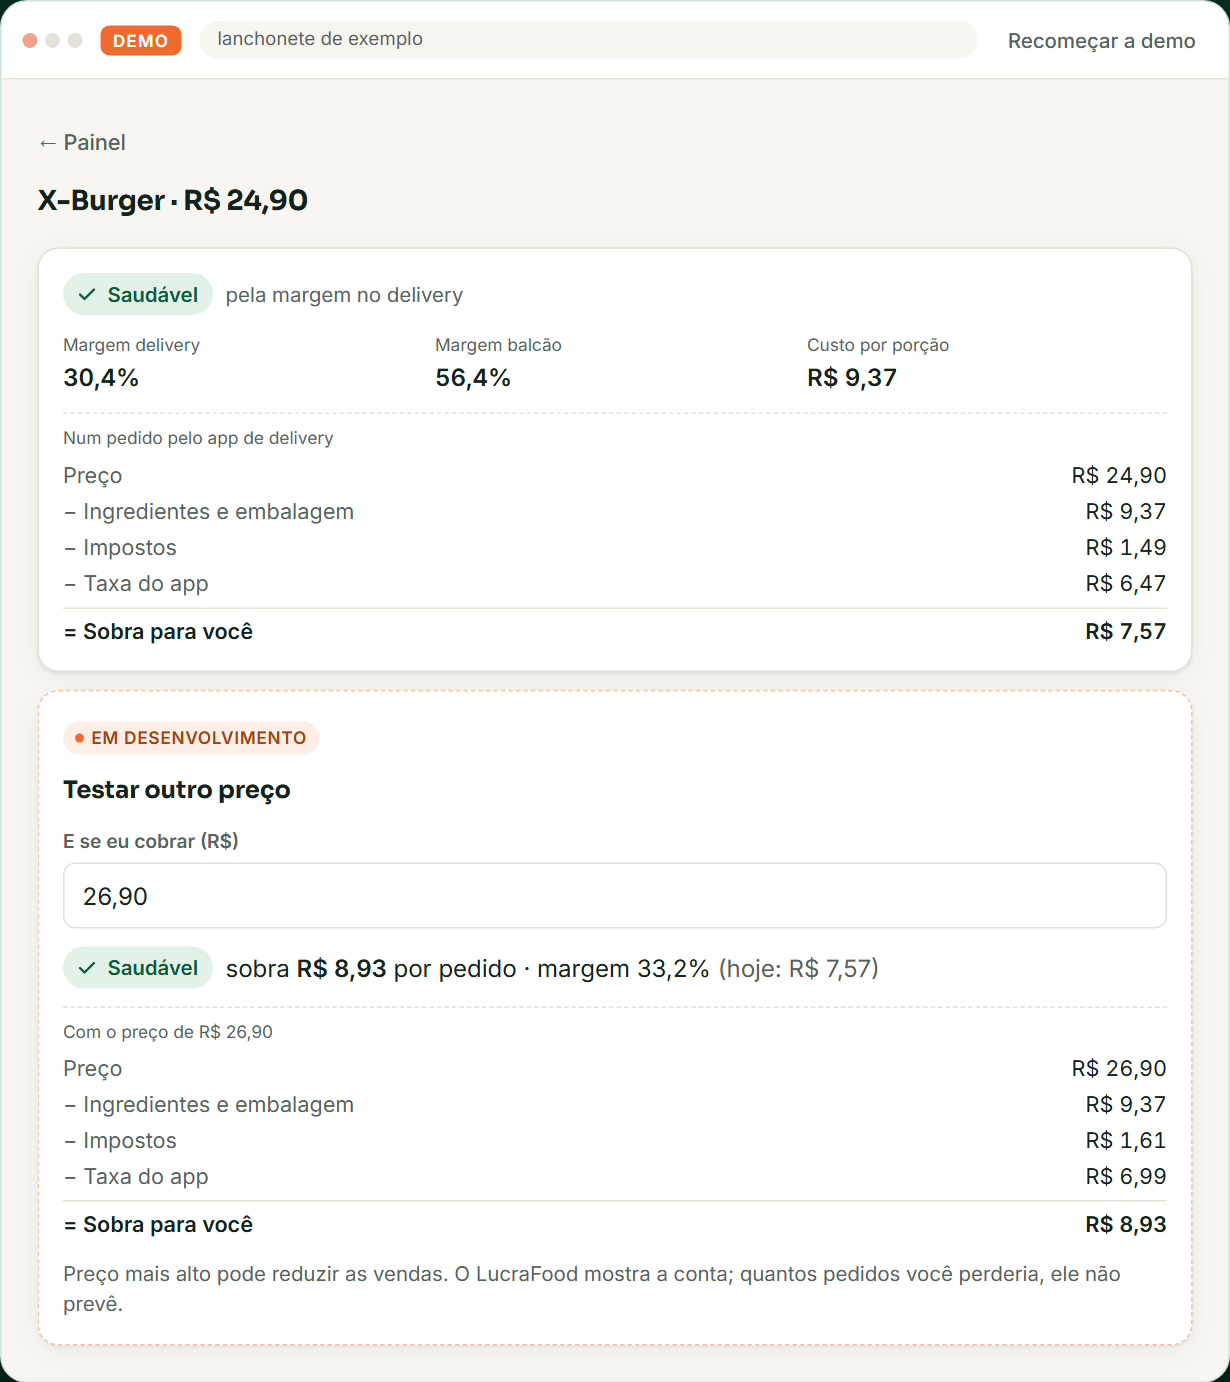 DEMO
lanchonete de exemplo
Recomeçar a demo
← Painel
X-Burger · R$ 24,90
✓ Saudável pela margem no delivery
Margem delivery
30,4%
Margem balcão
56,4%
Custo por porção
R$ 9,37
Num pedido pelo app de delivery
Preço R$ 24,90
− Ingredientes e embalagem R$ 9,37
− Impostos R$ 1,49
− Taxa do app R$ 6,47
= Sobra para você R$ 7,57
EM DESENVOLVIMENTO
Testar outro preço
E se eu cobrar (R$)
26,90
✓ Saudável sobra R$ 8,93 por pedido · margem 33,2% (hoje: R$ 7,57)
Com o preço de R$ 26,90
Preço R$ 26,90
− Ingredientes e embalagem R$ 9,37
− Impostos R$ 1,61
− Taxa do app R$ 6,99
= Sobra para você R$ 8,93
Preço mais alto pode reduzir as vendas. O LucraFood mostra a conta; quantos pedidos você perderia, ele não
prevê.